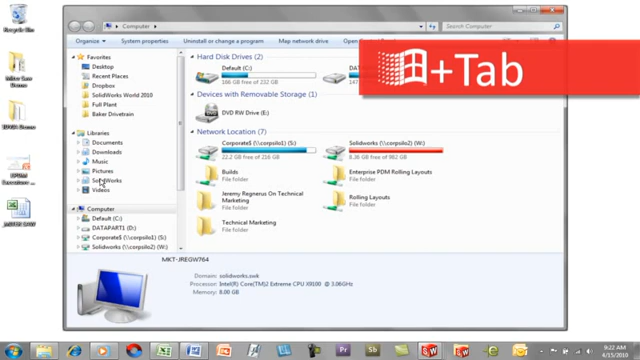 Recycle Bin
Computer
Search Computer
Organize
System properties
Uninstall or change a program
Map network drive
+Tab
Favorites
Desktop
Recent Places
Dropbox
SolidWorks World 2010
Full Plant
Baker Drivetrain
Libraries
Documents
Downloads
Music
Pictures
SolidWorks
Videos
Computer
Default (C:)
DATAPART1 (D:)
Corporate$ (\\corpsilo1) (S:)
Solidworks (\\corpsilo2) (W:)
Hard Disk Drives (2)
Default (C:)
166 GB free of 232 GB
Devices with Removable Storage (1)
DVD RW Drive (E:)
Network Location (7)
Corporate$ (\\corpsilo1) (S:)
22.2 GB free of 216 GB
Solidworks (\\corpsilo2) (W:)
8.36 GB free of 982 GB
Builds
File folder
Enterprise PDM Rolling Layouts
File folder
Jeremy Regnerus On Technical
Marketing
File folder
Rolling Layouts
File folder
Technical Marketing
File folder
MKT-JREGW764
Domain: solidworks.swk
Processor: Intel(R) Core(TM)2 Extreme CPU X9100 @ 3.06GHz
Memory: 8.00 GB
9:22 AM
4/15/2010